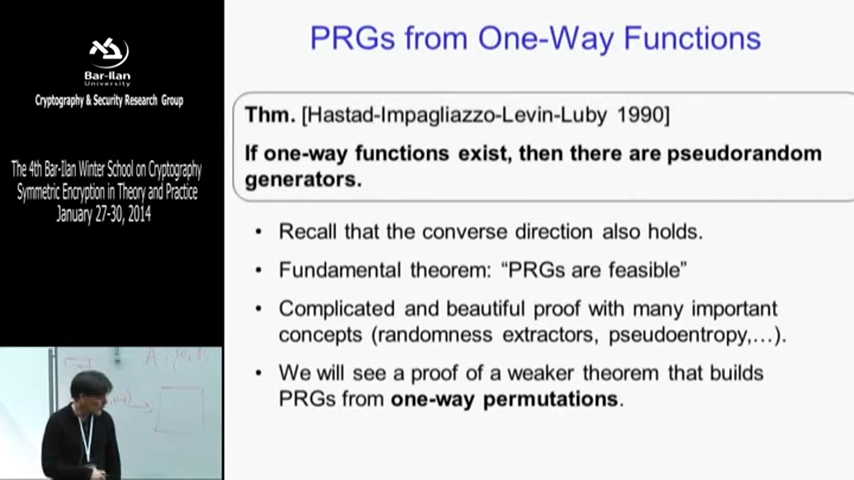 Bar-Ilan
University
Cryptography & Security Research Group
The 4th Bar-Ilan Winter School on Cryptography
Symmetric Encryption in Theory and Practice
January 27-30, 2014
PRGs from One-Way Functions
Thm. [Hastad-Impagliazzo-Levin-Luby 1990]
If one-way functions exist, then there are pseudorandom
generators.
• Recall that the converse direction also holds.
• Fundamental theorem: “PRGs are feasible”
• Complicated and beautiful proof with many important
concepts (randomness extractors, pseudoentropy,…).
• We will see a proof of a weaker theorem that builds
PRGs from one-way permutations.